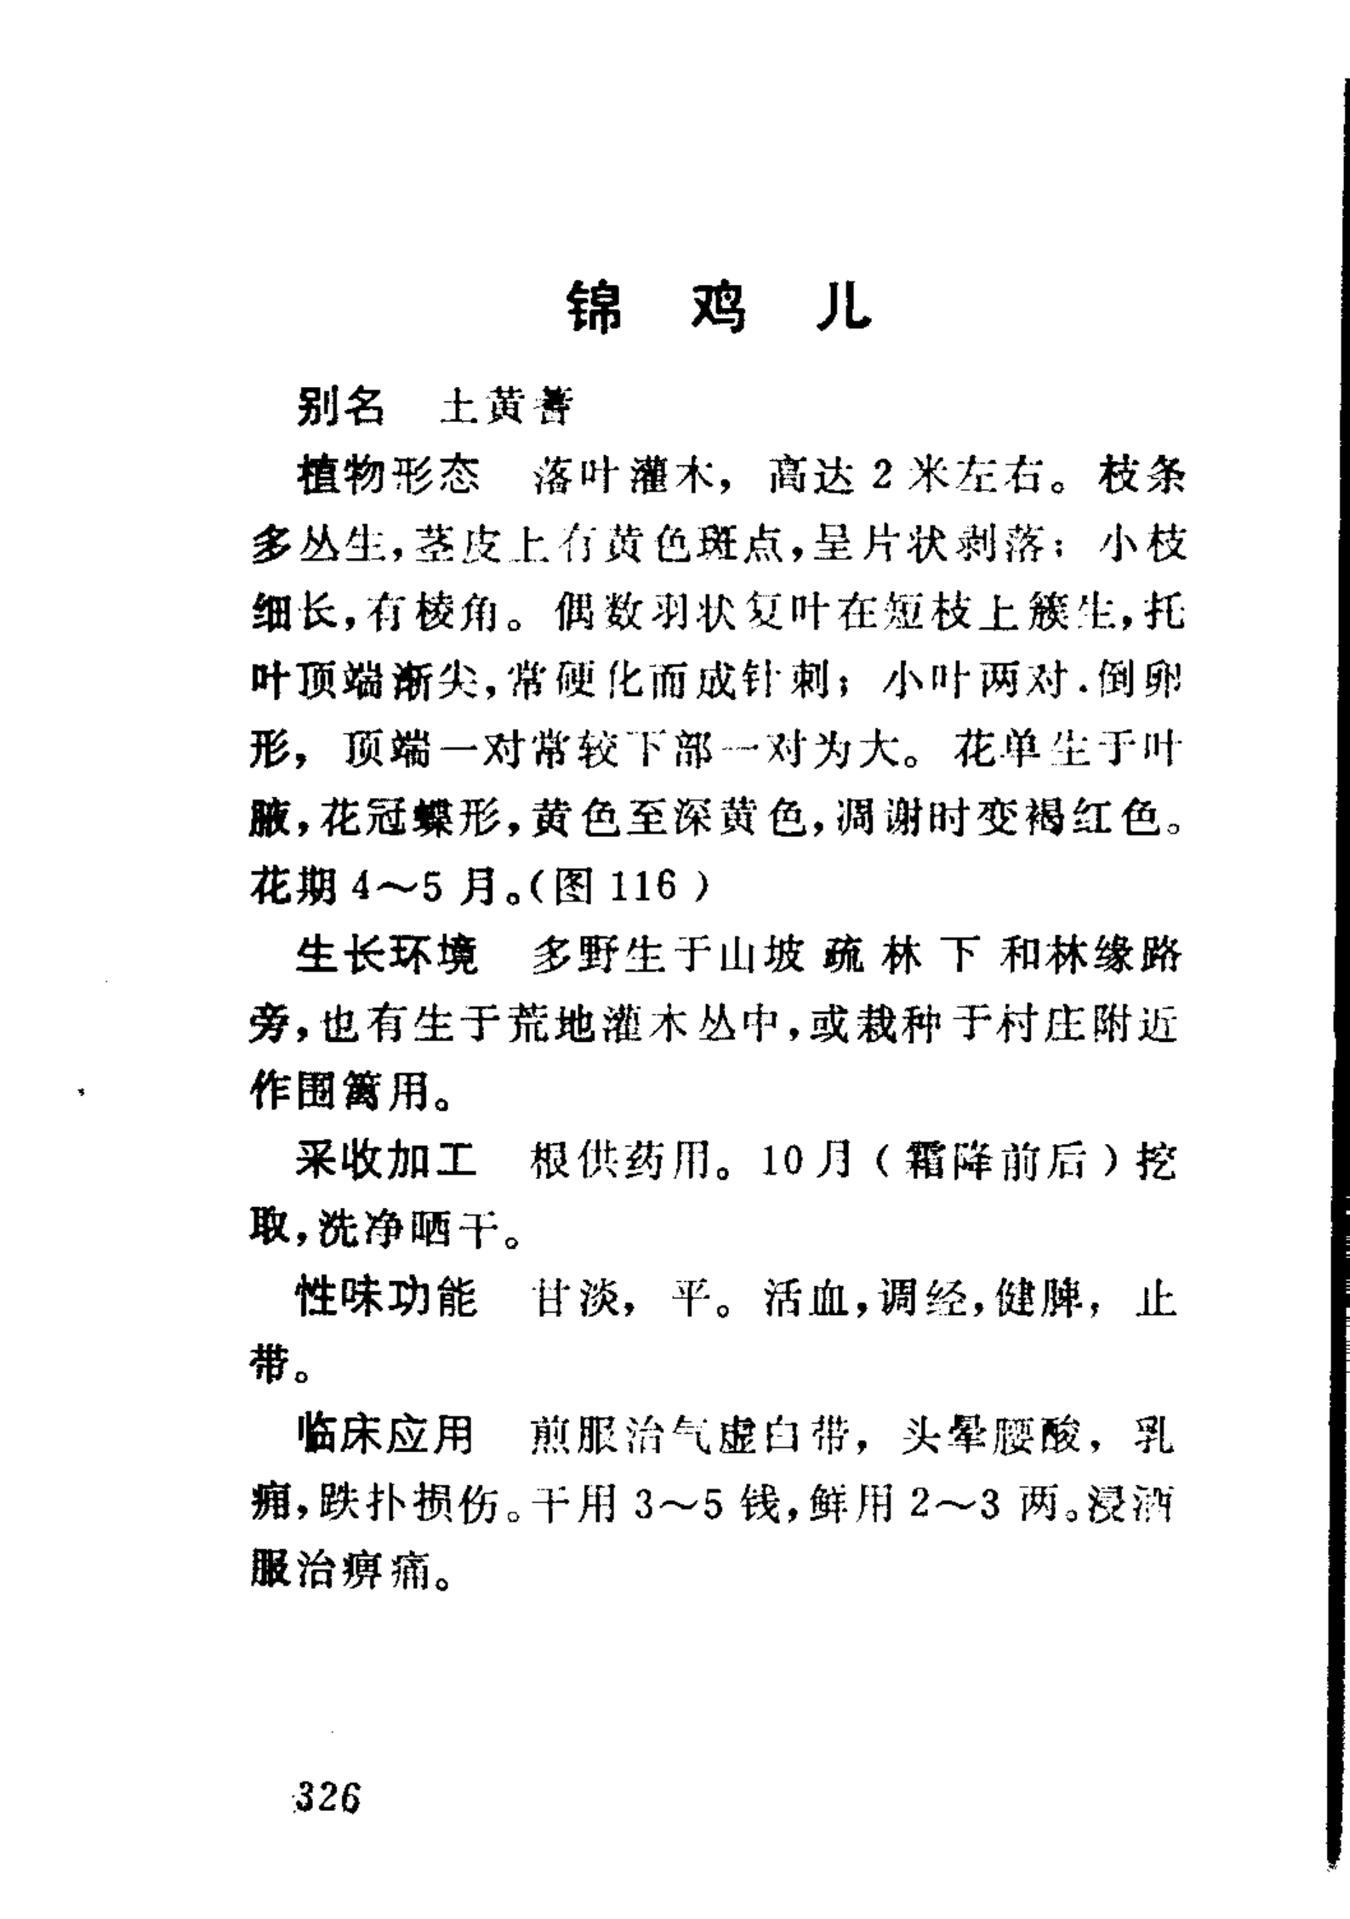 锦鸡儿
别名　土黄蓍
植物形态　落叶灌木，高达 2 米左右。枝条
多丛生，茎皮上有黄色斑点，呈片状剥落；小枝
细长，有棱角。偶数羽状复叶在短枝上簇生，托
叶顶端渐尖，常硬化而成针刺；小叶两对.倒卵
形，顶端一对常较下部一对为大。花单生于叶
腋，花冠蝶形，黄色至深黄色，凋谢时变褐红色。
花期 4～5 月。（图 116 ）
生长环境　多野生于山坡疏林下和林缘路
旁，也有生于荒地灌木丛中，或栽种于村庄附近
作围篱用。
采收加工　根供药用。10 月（霜降前后）挖
取，洗净晒干。
性味功能　甘淡，平。活血，调经，健脾，止
带。
临床应用　煎服治气虚白带，头晕腰酸，乳
痈，跌扑损伤。干用 3～5 钱，鲜用 2～3 两。浸酒
服治痹痛。
326